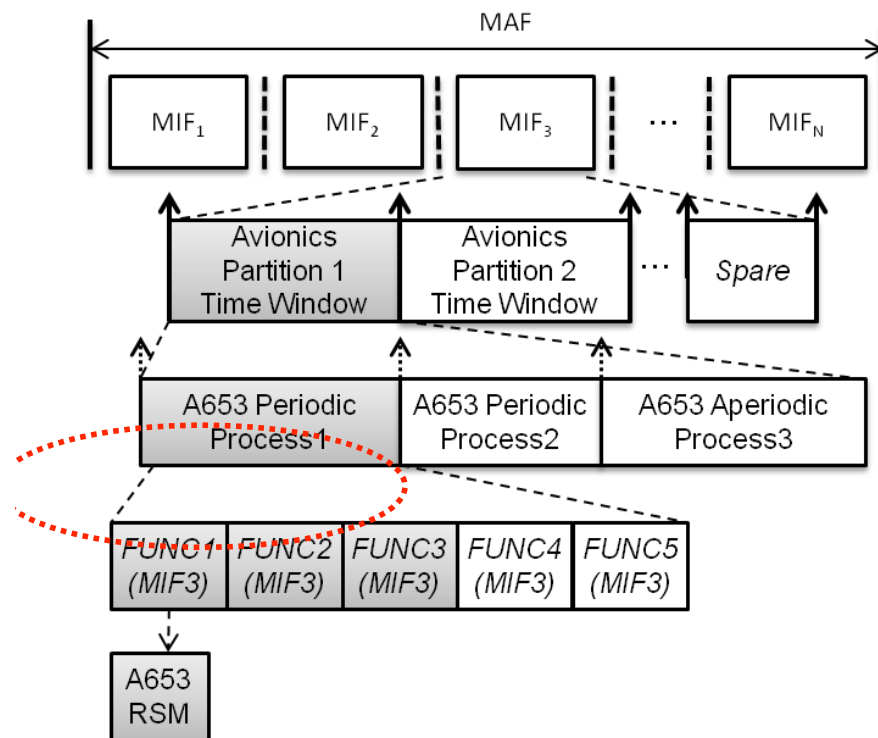 MAF
MIF₁
MIF₂
MIF₃
...
MIF_N
Avionics
Partition 1
Time Window
Avionics
Partition 2
Time Window
...
Spare
A653 Periodic
Process1
A653 Periodic
Process2
A653 Aperiodic
Process3
FUNC1
(MIF3)
FUNC2
(MIF3)
FUNC3
(MIF3)
FUNC4
(MIF3)
FUNC5
(MIF3)
A653
RSM